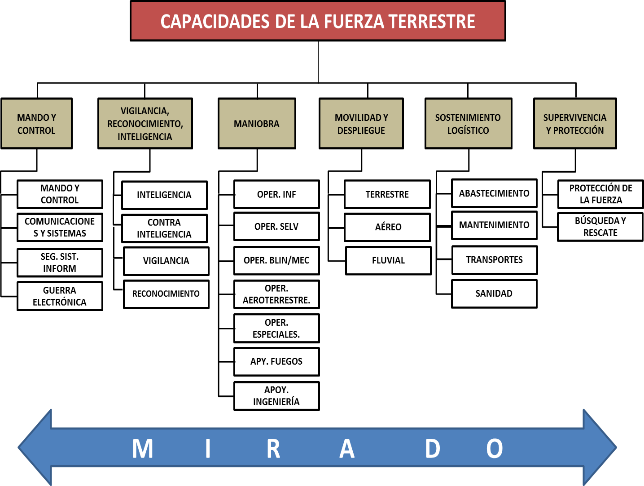 CAPACIDADES DE LA FUERZA TERRESTRE
MANDO Y
CONTROL
VIGILANCIA,
RECONOCIMIENTO,
INTELIGENCIA
MANIOBRA
MOVILIDAD Y
DESPLIEGUE
SOSTENIMIENTO
LOGÍSTICO
SUPERVIVENCIA
Y PROTECCIÓN
MANDO Y
CONTROL
COMUNICACIONE
S Y SISTEMAS
SEG. SIST.
INFORM
GUERRA
ELECTRÓNICA
INTELIGENCIA
CONTRA
INTELIGENCIA
VIGILANCIA
RECONOCIMIENTO
OPER. INF
OPER. SELV
OPER. BLIN/MEC
OPER.
AEROTERRESTRE.
OPER.
ESPECIALES.
APY. FUEGOS
APOY.
INGENIERÍA
TERRESTRE
AÉREO
FLUVIAL
ABASTECIMIENTO
MANTENIMIENTO
TRANSPORTES
SANIDAD
PROTECCIÓN DE
LA FUERZA
BÚSQUEDA Y
RESCATE
M I R A D O